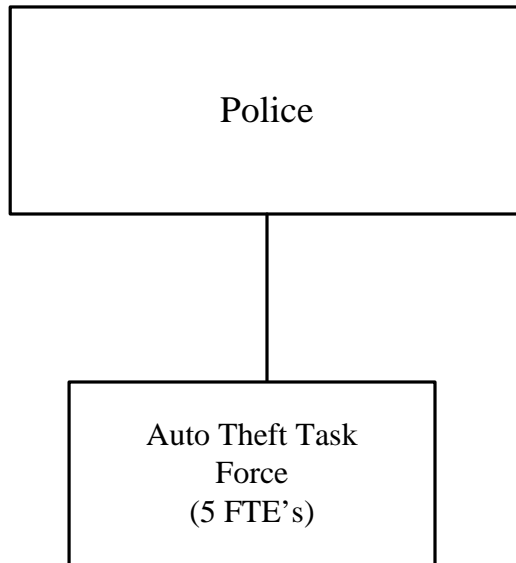 Police
Auto Theft Task
Force
(5 FTE’s)